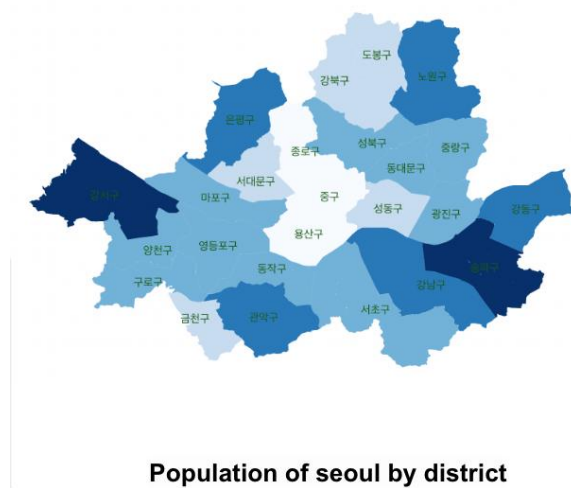 도봉구
강북구
노원구
은평구
종로구
성북구
중랑구
동대문구
서대문구
강서구
마포구
중구
성동구
광진구
강동구
용산구
양천구
영등포구
동작구
송파구
구로구
강남구
서초구
금천구
관악구
Population of seoul by district